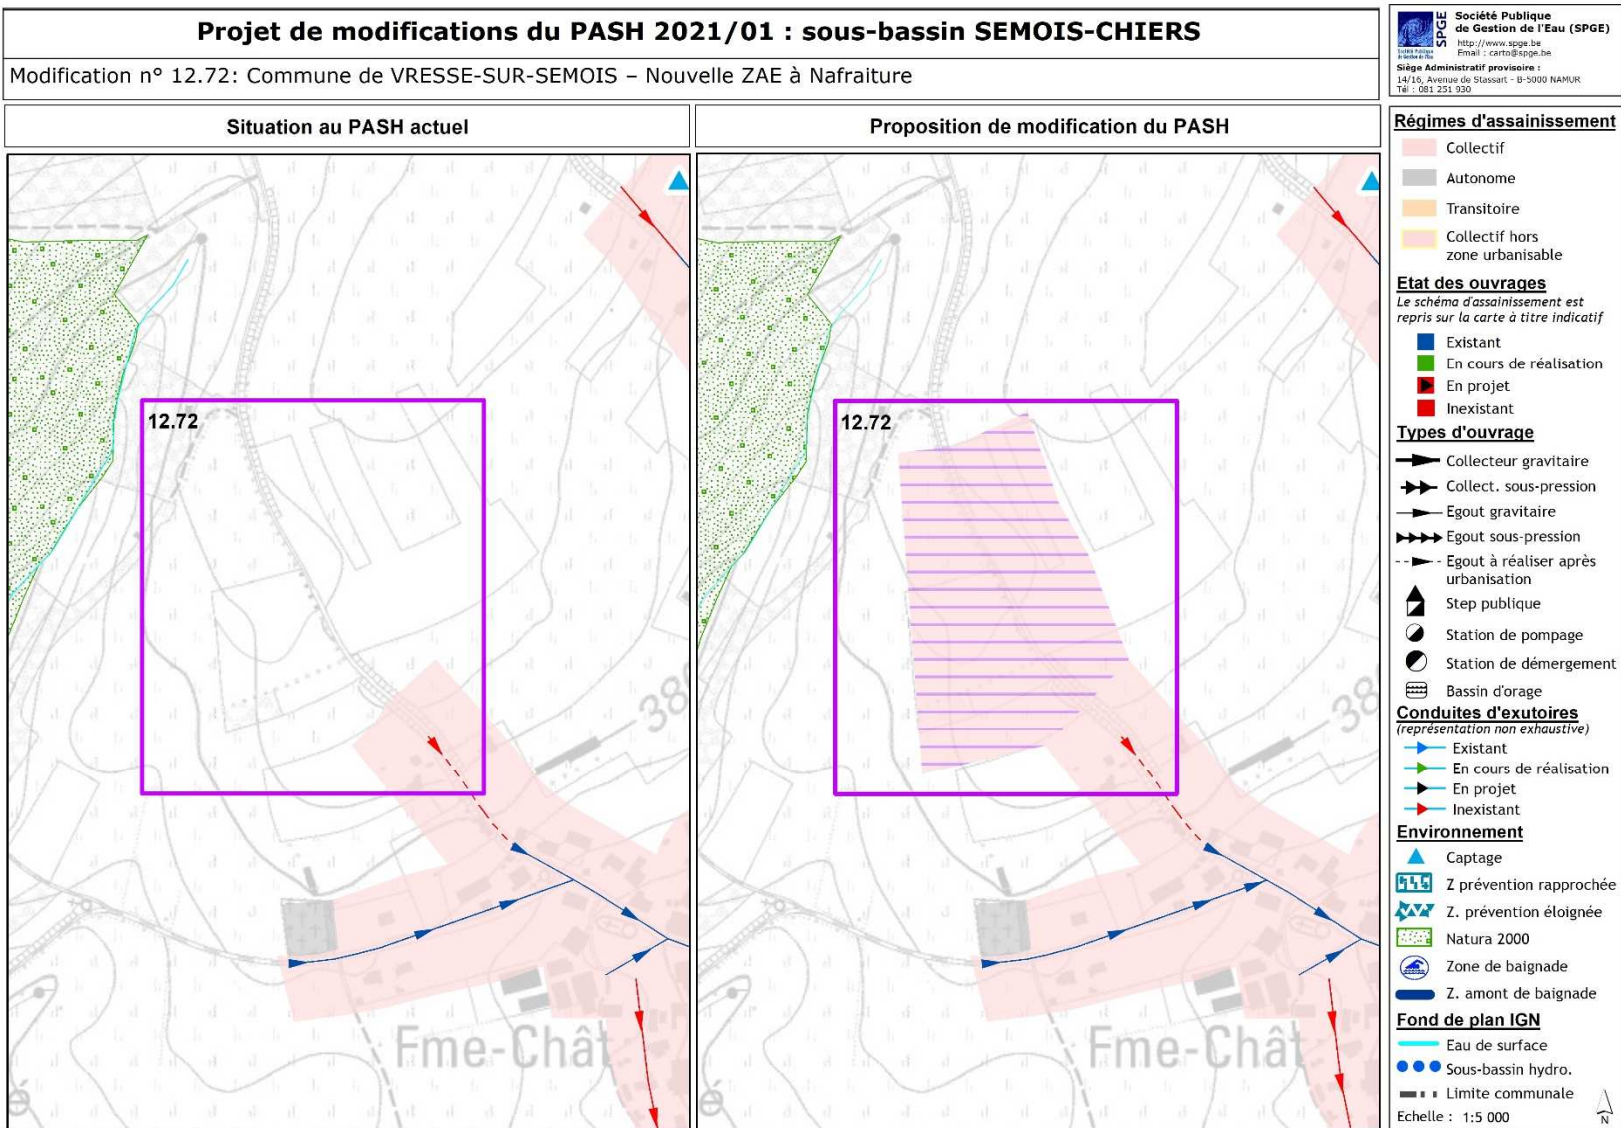 Projet de modifications du PASH 2021/01 : sous-bassin SEMOIS-CHIERS
Modification n° 12.72: Commune de VRESSE-SUR-SEMOIS – Nouvelle ZAE à Nafraiture
SPGE
Société Publique
de Gestion de l'Eau (SPGE)
http://www.spge.be
Email : carto@spge.be
Siège Administratif provisoire :
14/16, Avenue de Stassart - B-5000 NAMUR
Tél : 081 251 930
Situation au PASH actuel
12.72
38
Fme-Chât
é
Proposition de modification du PASH
12.72
38
Fme-Chât
é
Régimes d'assainissement
Collectif
Autonome
Transitoire
Collectif hors
zone urbanisable
Etat des ouvrages
Le schéma d'assainissement est
repris sur la carte à titre indicatif
Existant
En cours de réalisation
En projet
Inexistant
Types d'ouvrage
Collecteur gravitaire
Collect. sous-pression
Egout gravitaire
Egout sous-pression
Egout à réaliser après
urbanisation
Step publique
Station de pompage
Station de démergement
Bassin d'orage
Conduites d'exutoires
(représentation non exhaustive)
Existant
En cours de réalisation
En projet
Inexistant
Environnement
Captage
Z prévention rapprochée
Z. prévention éloignée
Natura 2000
Zone de baignade
Z. amont de baignade
Fond de plan IGN
Eau de surface
Sous-bassin hydro.
Limite communale
Echelle : 1:5 000
N